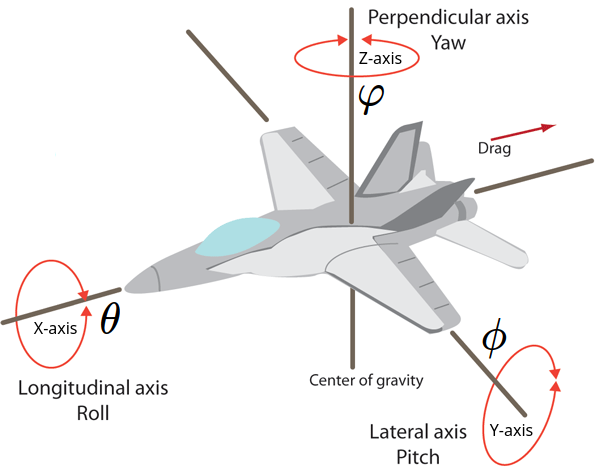 Perpendicular axis
Yaw
Z-axis
φ
Drag
X-axis
θ
Longitudinal axis
Roll
Center of gravity
ϕ
Y-axis
Lateral axis
Pitch